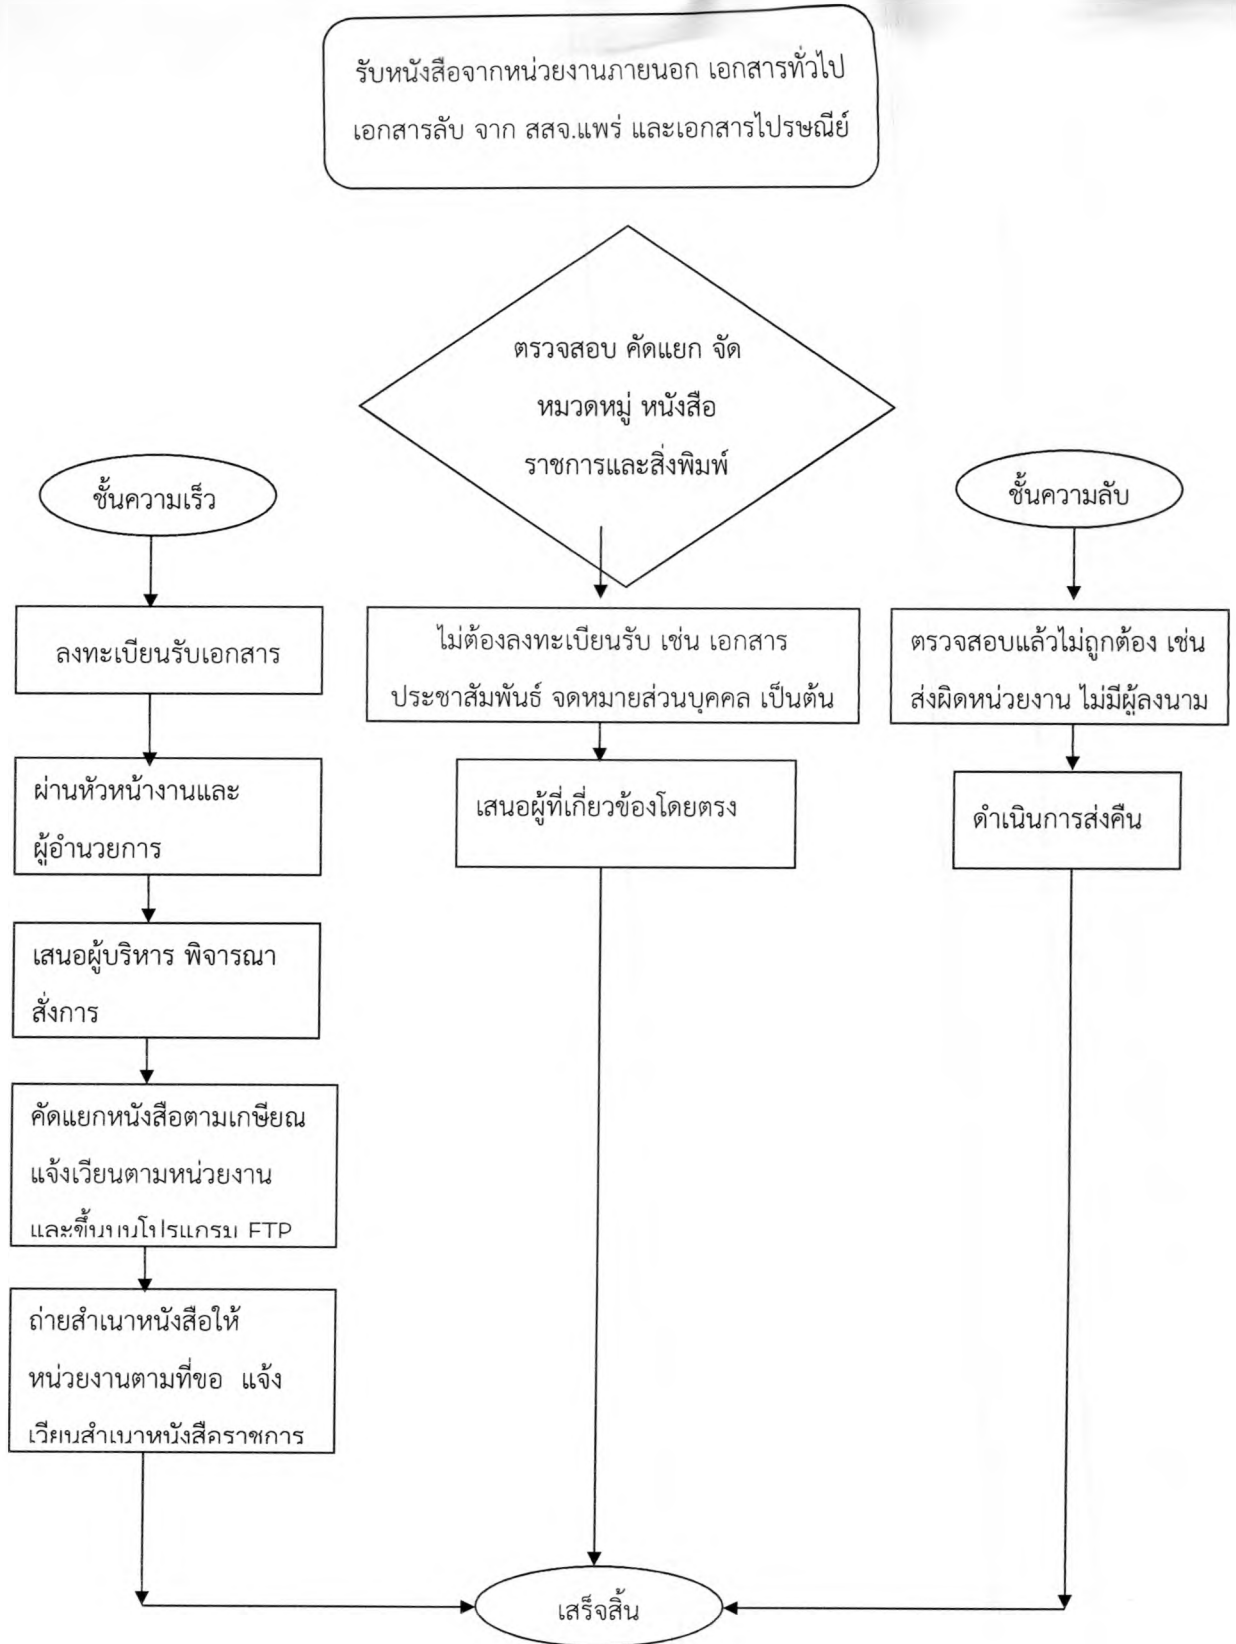 รับหนังสือจากหน่วยงานภายนอก เอกสารทั่วไป
เอกสารลับ จาก สสจ.แพร่ และเอกสารไปรษณีย์
ตรวจสอบ คัดแยก จัด
หมวดหมู่ หนังสือ
ราชการและสิ่งพิมพ์
ชั้นความเร็ว
ลงทะเบียนรับเอกสาร
ผ่านหัวหน้างานและ
ผู้อำนวยการ
เสนอผู้บริหาร พิจารณา
สั่งการ
คัดแยกหนังสือตามเกษียณ
แจ้งเวียนตามหน่วยงาน
และขึ้นบนโปรแกรม FTP
ถ่ายสำเนาหนังสือให้
หน่วยงานตามที่ขอ แจ้ง
เวียนสำเนาหนังสือราชการ
ไม่ต้องลงทะเบียนรับ เช่น เอกสาร
ประชาสัมพันธ์ จดหมายส่วนบุคคล เป็นต้น
เสนอผู้ที่เกี่ยวข้องโดยตรง
ชั้นความลับ
ตรวจสอบแล้วไม่ถูกต้อง เช่น
ส่งผิดหน่วยงาน ไม่มีผู้ลงนาม
ดำเนินการส่งคืน
เสร็จสิ้น